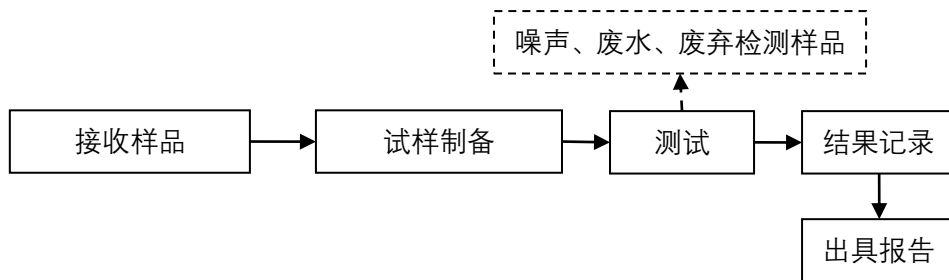 噪声、废水、废弃检测样品
接收样品
试样制备
测试
结果记录
出具报告